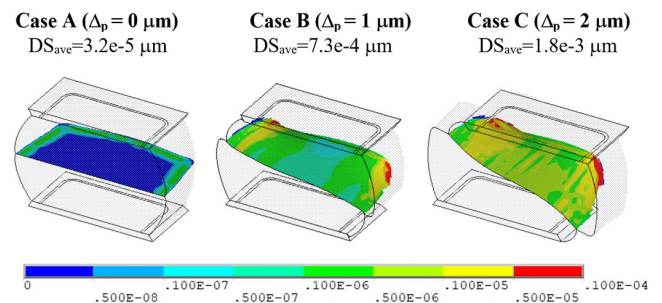 Case A (Δp = 0 μm) Case B (Δp = 1 μm) Case C (Δp = 2 μm)
DSave=3.2e-5 μm DSave=7.3e-4 μm DSave=1.8e-3 μm
0 .100E-07 .100E-06 .100E-05 .100E-04
.500E-08 .500E-07 .500E-06 .500E-05